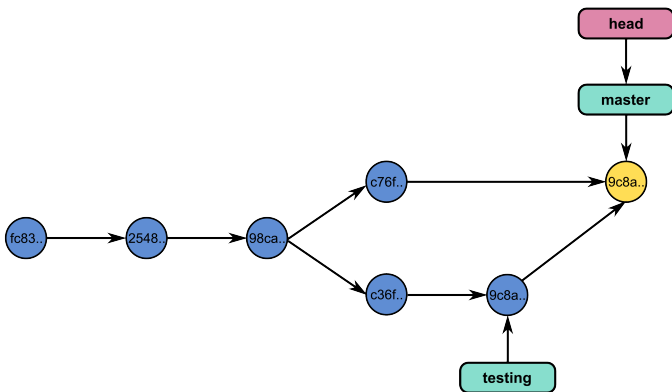 head
master
c76f..
9c8a..
fc83..
2548..
98ca..
c36f..
9c8a..
testing